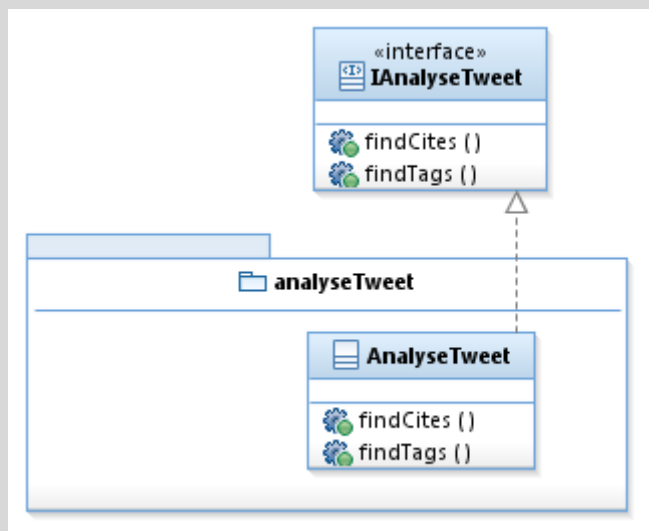 «interface»
IAnalyseTweet
findCites ()
findTags ()
analyseTweet
AnalyseTweet
findCites ()
findTags ()